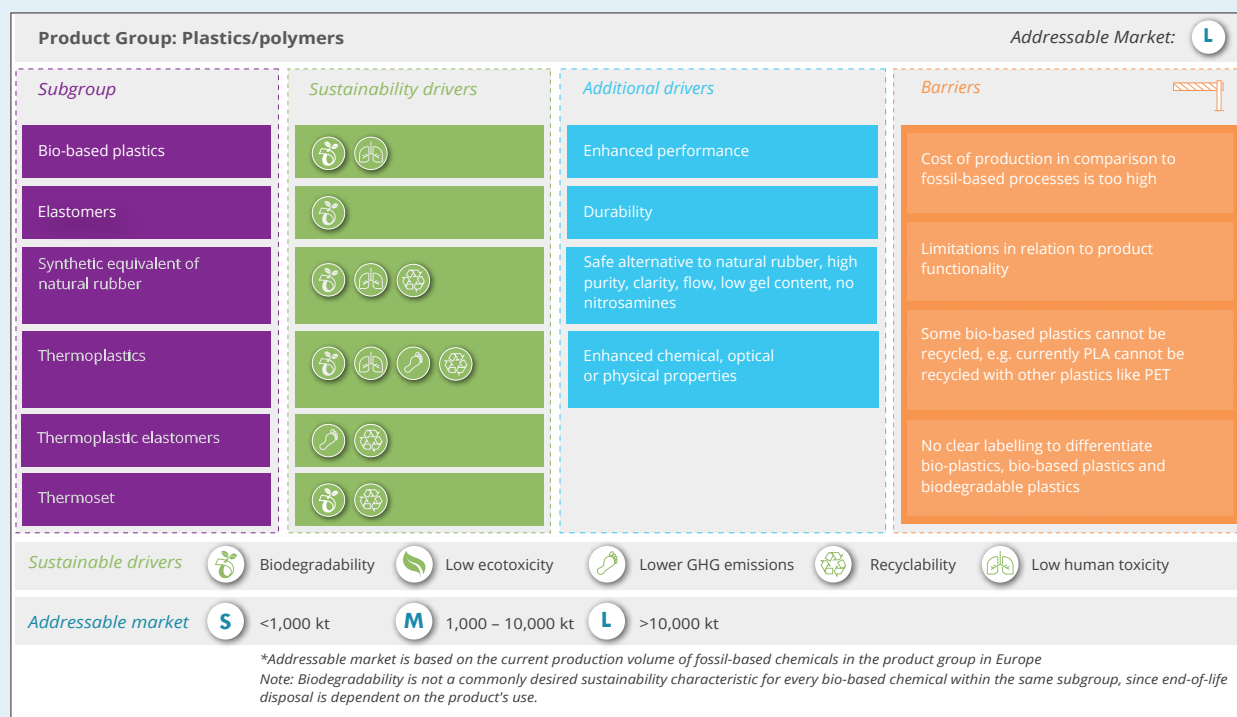 Product Group: Plastics/polymers
Addressable Market:
L
Subgroup
Sustainability drivers
Additional drivers
Barriers
Bio-based plastics
Enhanced performance
Elastomers
Durability
Synthetic equivalent of
natural rubber
Safe alternative to natural rubber, high
purity, clarity, flow, low gel content, no
nitrosamines
Thermoplastics
Enhanced chemical, optical
or physical properties
Thermoplastic elastomers
Thermoset
Cost of production in comparison to
fossil-based processes is too high
Limitations in relation to product
functionality
Some bio-based plastics cannot be
recycled, e.g. currently PLA cannot be
recycled with other plastics like PET
No clear labelling to differentiate
bio-plastics, bio-based plastics and
biodegradable plastics
Sustainable drivers
Biodegradability
Low ecotoxicity
Lower GHG emissions
Recyclability
Low human toxicity
Addressable market
S
<1,000 kt
M
1,000 – 10,000 kt
L
>10,000 kt
*Addressable market is based on the current production volume of fossil-based chemicals in the product group in Europe
Note: Biodegradability is not a commonly desired sustainability characteristic for every bio-based chemical within the same subgroup, since end-of-life
disposal is dependent on the product's use.